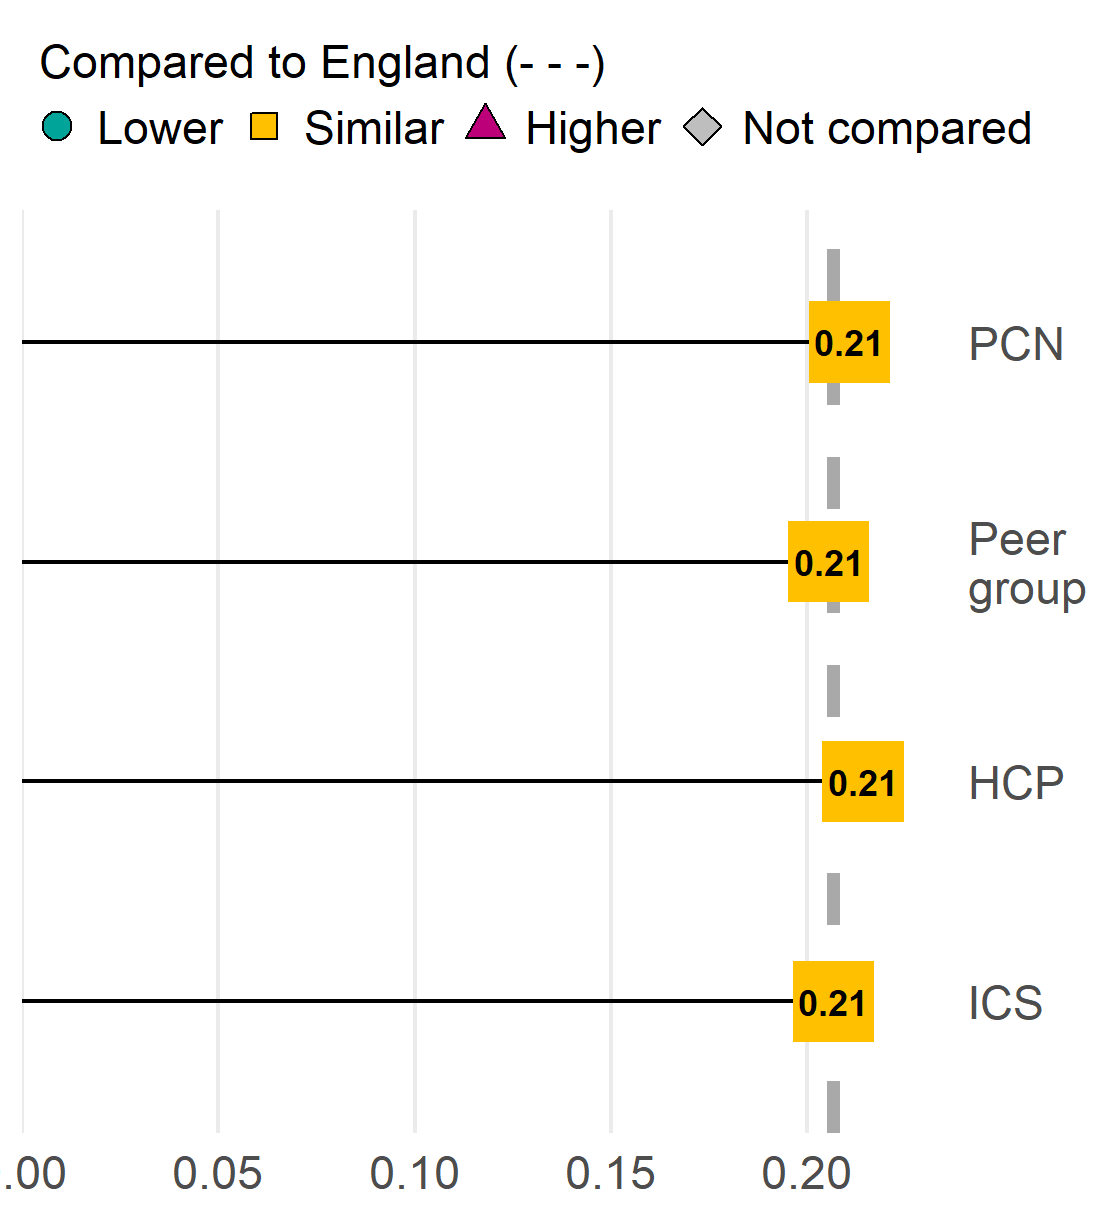 Compared to England (- - -)
Lower Similar Higher Not compared
0.21 PCN
0.21 Peer
group
0.21 HCP
0.21 ICS
.00 0.05 0.10 0.15 0.20